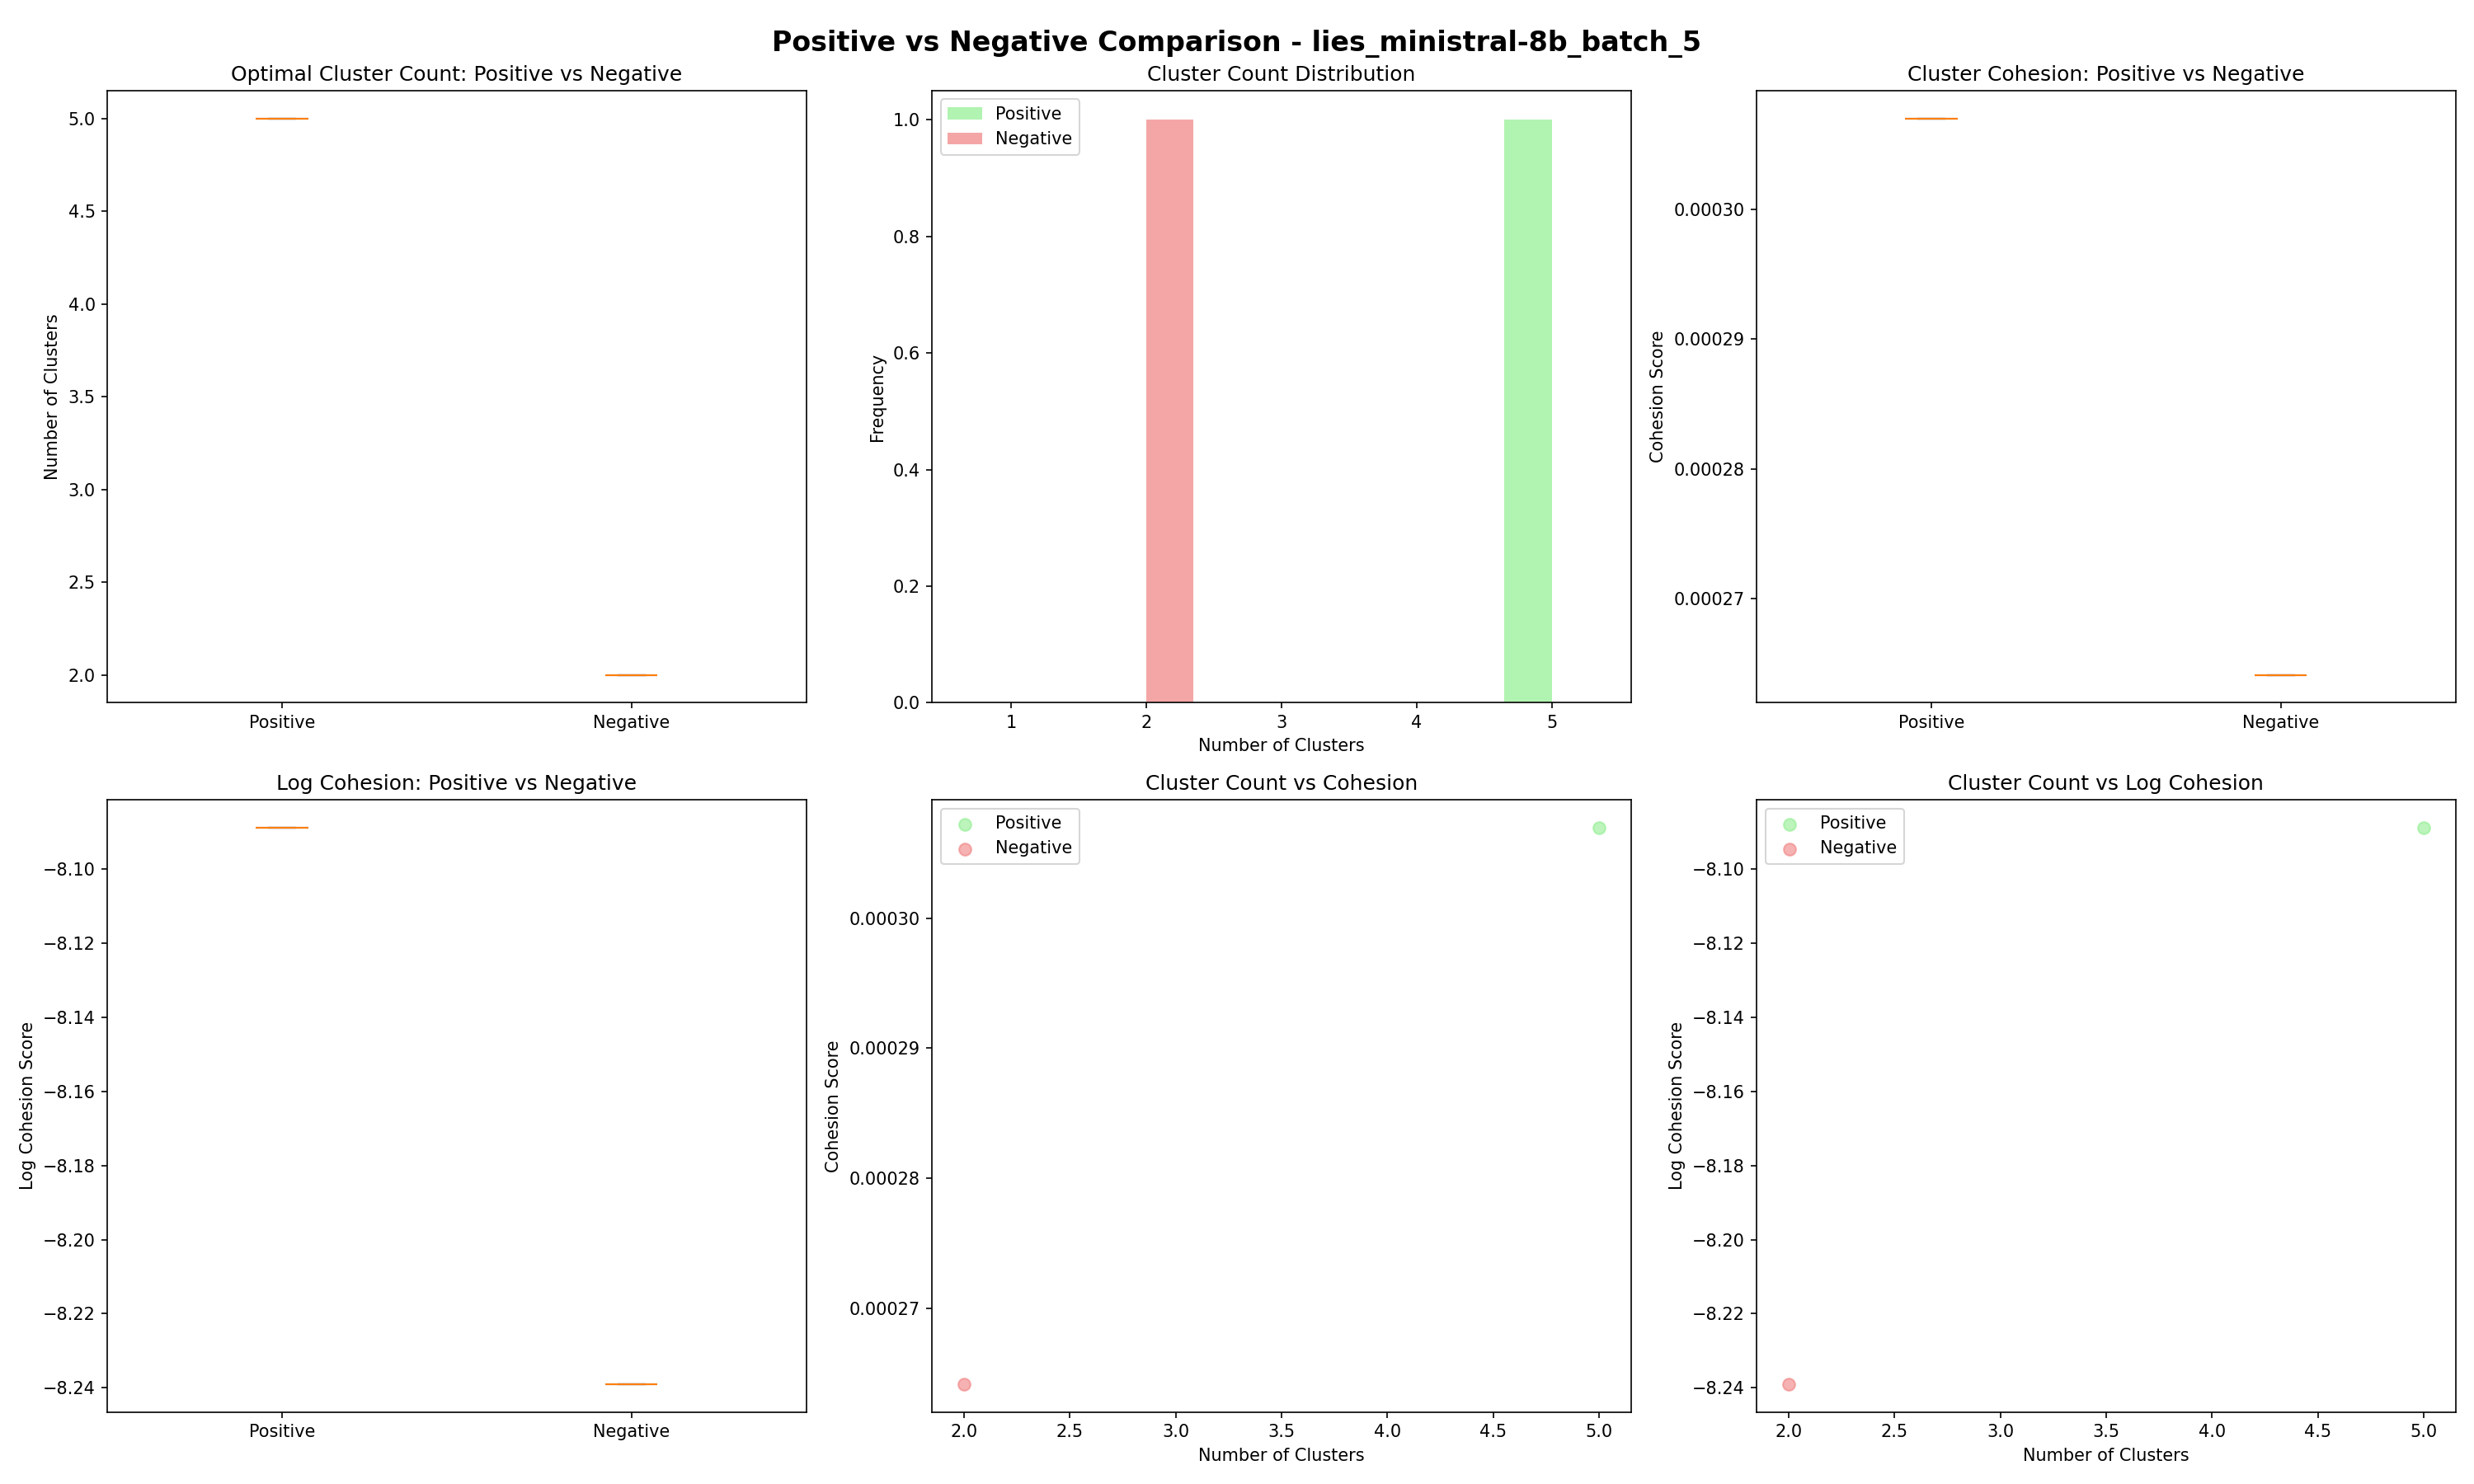 Positive vs Negative Comparison - lies_ministral-8b_batch_5
Optimal Cluster Count: Positive vs Negative
Number of Clusters
5.0
4.5
4.0
3.5
3.0
2.5
2.0
Positive
Negative
Cluster Count Distribution
Positive
Negative
Frequency
1.0
0.8
0.6
0.4
0.2
0.0
1
2
3
4
5
Number of Clusters
Cluster Cohesion: Positive vs Negative
Cohesion Score
0.00030
0.00029
0.00028
0.00027
Positive
Negative
Log Cohesion: Positive vs Negative
Log Cohesion Score
−8.10
−8.12
−8.14
−8.16
−8.18
−8.20
−8.22
−8.24
Positive
Negative
Cluster Count vs Cohesion
Positive
Negative
Cohesion Score
0.00030
0.00029
0.00028
0.00027
2.0
2.5
3.0
3.5
4.0
4.5
5.0
Number of Clusters
Cluster Count vs Log Cohesion
Positive
Negative
Log Cohesion Score
−8.10
−8.12
−8.14
−8.16
−8.18
−8.20
−8.22
−8.24
2.0
2.5
3.0
3.5
4.0
4.5
5.0
Number of Clusters